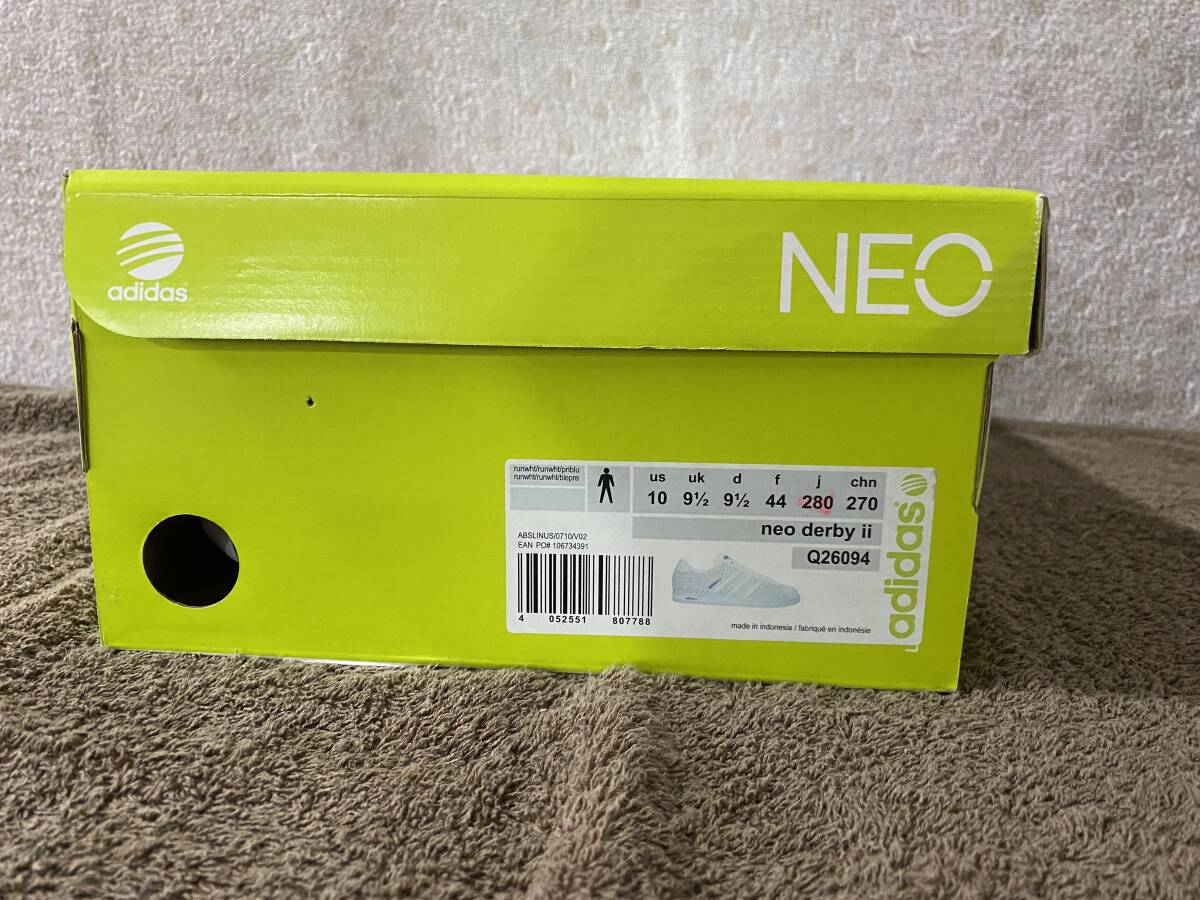 adidas
NEO
runwht/runwht/priblu
runwht/runwht/blepre
us uk d f j chn
10 9½ 9½ 44 280 270
neo derby ii
Q26094
ABSLINUS/0710/V02
EAN PO# 106734391
4 052551 807788
made in indonesia / fabriqué en indonésie
adidas